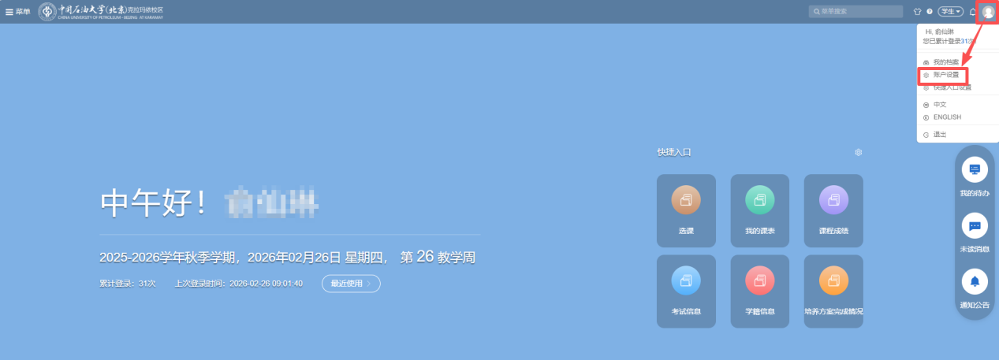 菜单
中国石油大学(北京)克拉玛依校区
CHINA UNIVERSITY OF PETROLEUM - BEIJING AT KARAMAY
菜单搜索
学生
Hi, 俞仙琳
您已累计登录31次
我的档案
账户设置
快捷入口设置
中文
ENGLISH
退出
快捷入口
中午好！
选课
我的课表
课程成绩
2025-2026学年秋季学期，2026年02月26日 星期四， 第 26 教学周
累计登录：31次 上次登录时间：2026-02-26 09:01:40 最近使用
考试信息
学籍信息
培养方案完成情况
我的待办
未读消息
通知公告